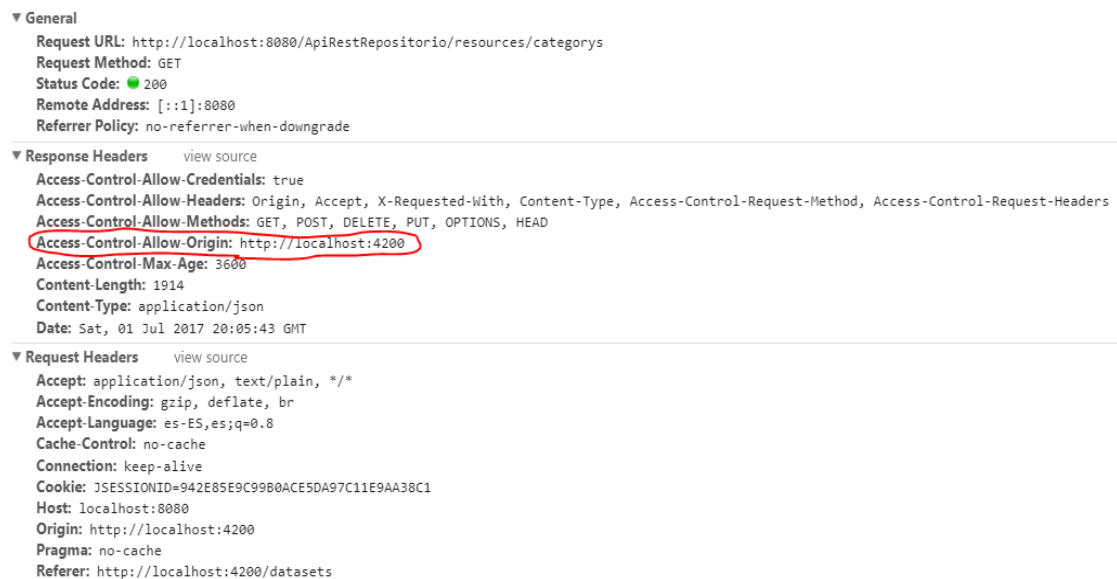 General
Request URL: http://localhost:8080/ApiRestRepositorio/resources/categorys
Request Method: GET
Status Code: 200
Remote Address: [::1]:8080
Referrer Policy: no-referrer-when-downgrade
Response Headers view source
Access-Control-Allow-Credentials: true
Access-Control-Allow-Headers: Origin, Accept, X-Requested-With, Content-Type, Access-Control-Request-Method, Access-Control-Request-Headers
Access-Control-Allow-Methods: GET, POST, DELETE, PUT, OPTIONS, HEAD
Access-Control-Allow-Origin: http://localhost:4200
Access-Control-Max-Age: 3600
Content-Length: 1914
Content-Type: application/json
Date: Sat, 01 Jul 2017 20:05:43 GMT
Request Headers view source
Accept: application/json, text/plain, */*
Accept-Encoding: gzip, deflate, br
Accept-Language: es-ES,es;q=0.8
Cache-Control: no-cache
Connection: keep-alive
Cookie: JSESSIONID=942E85E9C99B0ACE5DA97C11E9AA38C1
Host: localhost:8080
Origin: http://localhost:4200
Pragma: no-cache
Referer: http://localhost:4200/datasets